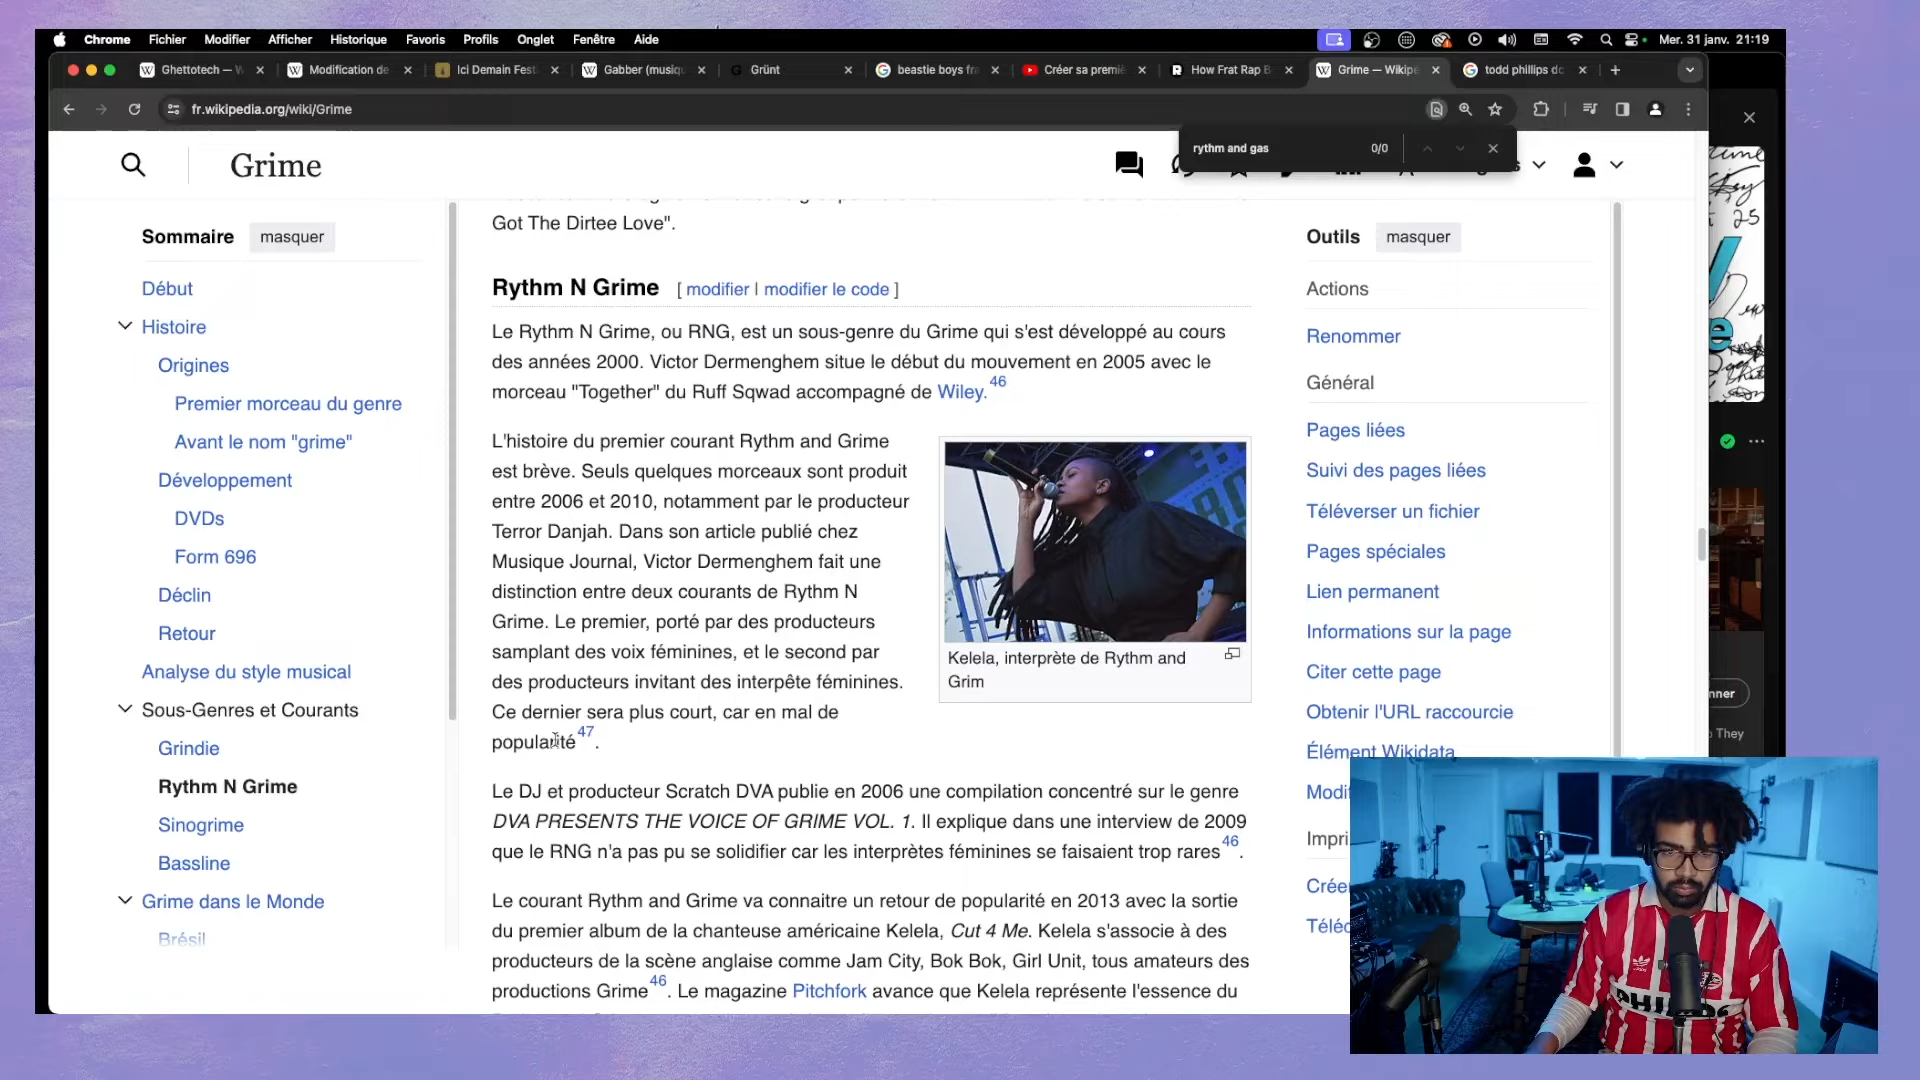 Chrome Fichier Modifier Afficher Historique Favoris Profils Onglet Fenêtre Aide
Mer. 31 janv. 21:19
Ghettotech — W
Modification de
Ici Demain Fest
Gabber (musiqu
Grünt
beastie boys fra
Créer sa premiè
How Frat Rap B
Grime — Wikipe
todd phillips do
fr.wikipedia.org/wiki/Grime
rythm and gas 0/0
Grime
Sommaire masquer
Début
Histoire
Origines
Premier morceau du genre
Avant le nom "grime"
Développement
DVDs
Form 696
Déclin
Retour
Analyse du style musical
Sous-Genres et Courants
Grindie
Rythm N Grime
Sinogrime
Bassline
Grime dans le Monde
Brésil
Got The Dirtee Love".
Rythm N Grime [ modifier | modifier le code ]
Le Rythm N Grime, ou RNG, est un sous-genre du Grime qui s'est développé au cours
des années 2000. Victor Dermenghem situe le début du mouvement en 2005 avec le
morceau "Together" du Ruff Sqwad accompagné de Wiley.46
L'histoire du premier courant Rythm and Grime
est brève. Seuls quelques morceaux sont produit
entre 2006 et 2010, notamment par le producteur
Terror Danjah. Dans son article publié chez
Musique Journal, Victor Dermenghem fait une
distinction entre deux courants de Rythm N
Grime. Le premier, porté par des producteurs
samplant des voix féminines, et le second par
des producteurs invitant des interpête féminines.
Ce dernier sera plus court, car en mal de
popularité47.
Kelela, interprète de Rythm and
Grim
Le DJ et producteur Scratch DVA publie en 2006 une compilation concentré sur le genre
DVA PRESENTS THE VOICE OF GRIME VOL. 1. Il explique dans une interview de 2009
que le RNG n'a pas pu se solidifier car les interprètes féminines se faisaient trop rares46.
Le courant Rythm and Grime va connaitre un retour de popularité en 2013 avec la sortie
du premier album de la chanteuse américaine Kelela, Cut 4 Me. Kelela s'associe à des
producteurs de la scène anglaise comme Jam City, Bok Bok, Girl Unit, tous amateurs des
productions Grime46. Le magazine Pitchfork avance que Kelela représente l'essence du
Outils masquer
Actions
Renommer
Général
Pages liées
Suivi des pages liées
Téléverser un fichier
Pages spéciales
Lien permanent
Informations sur la page
Citer cette page
Obtenir l'URL raccourcie
Élément Wikidata
Modi
Impri
Créer
Téléc
25
nner
They
PHILIPS